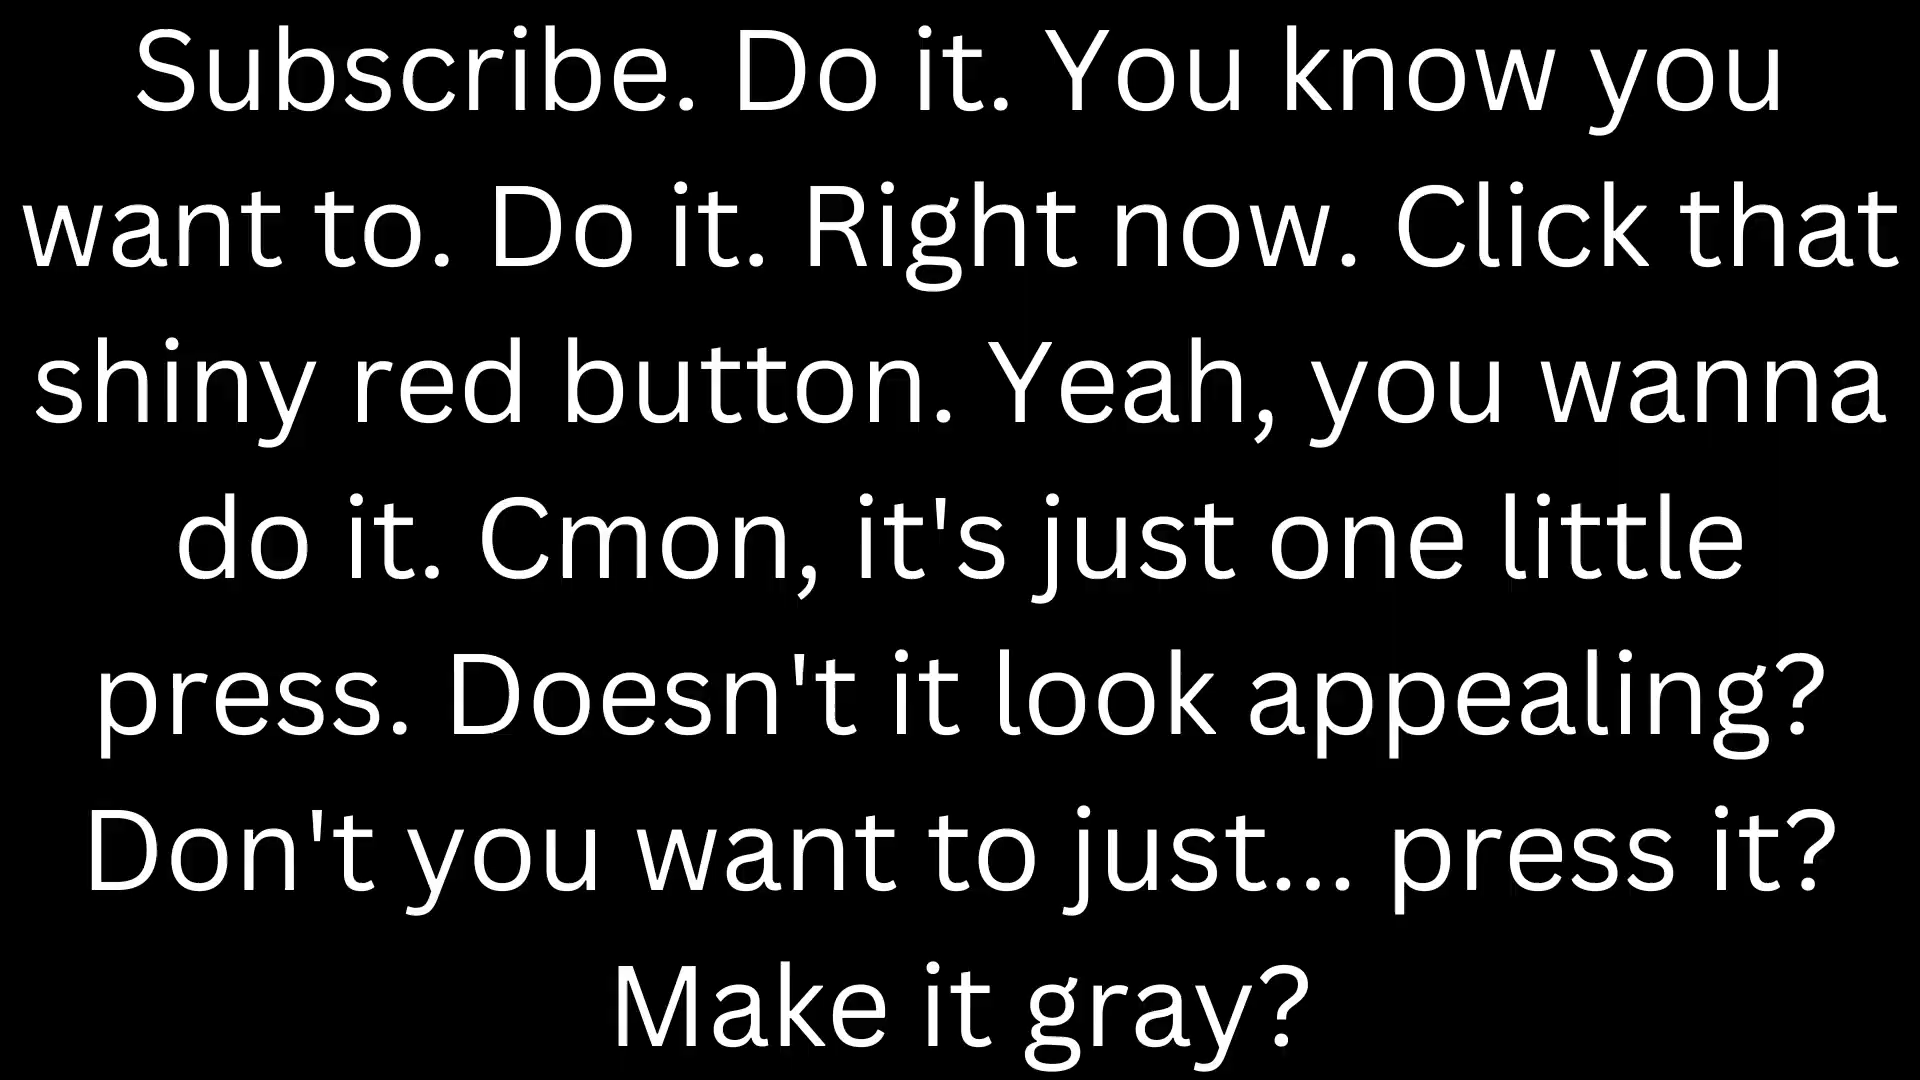 Subscribe. Do it. You know you
want to. Do it. Right now. Click that
shiny red button. Yeah, you wanna
do it. Cmon, it's just one little
press. Doesn't it look appealing?
Don't you want to just... press it?
Make it gray?